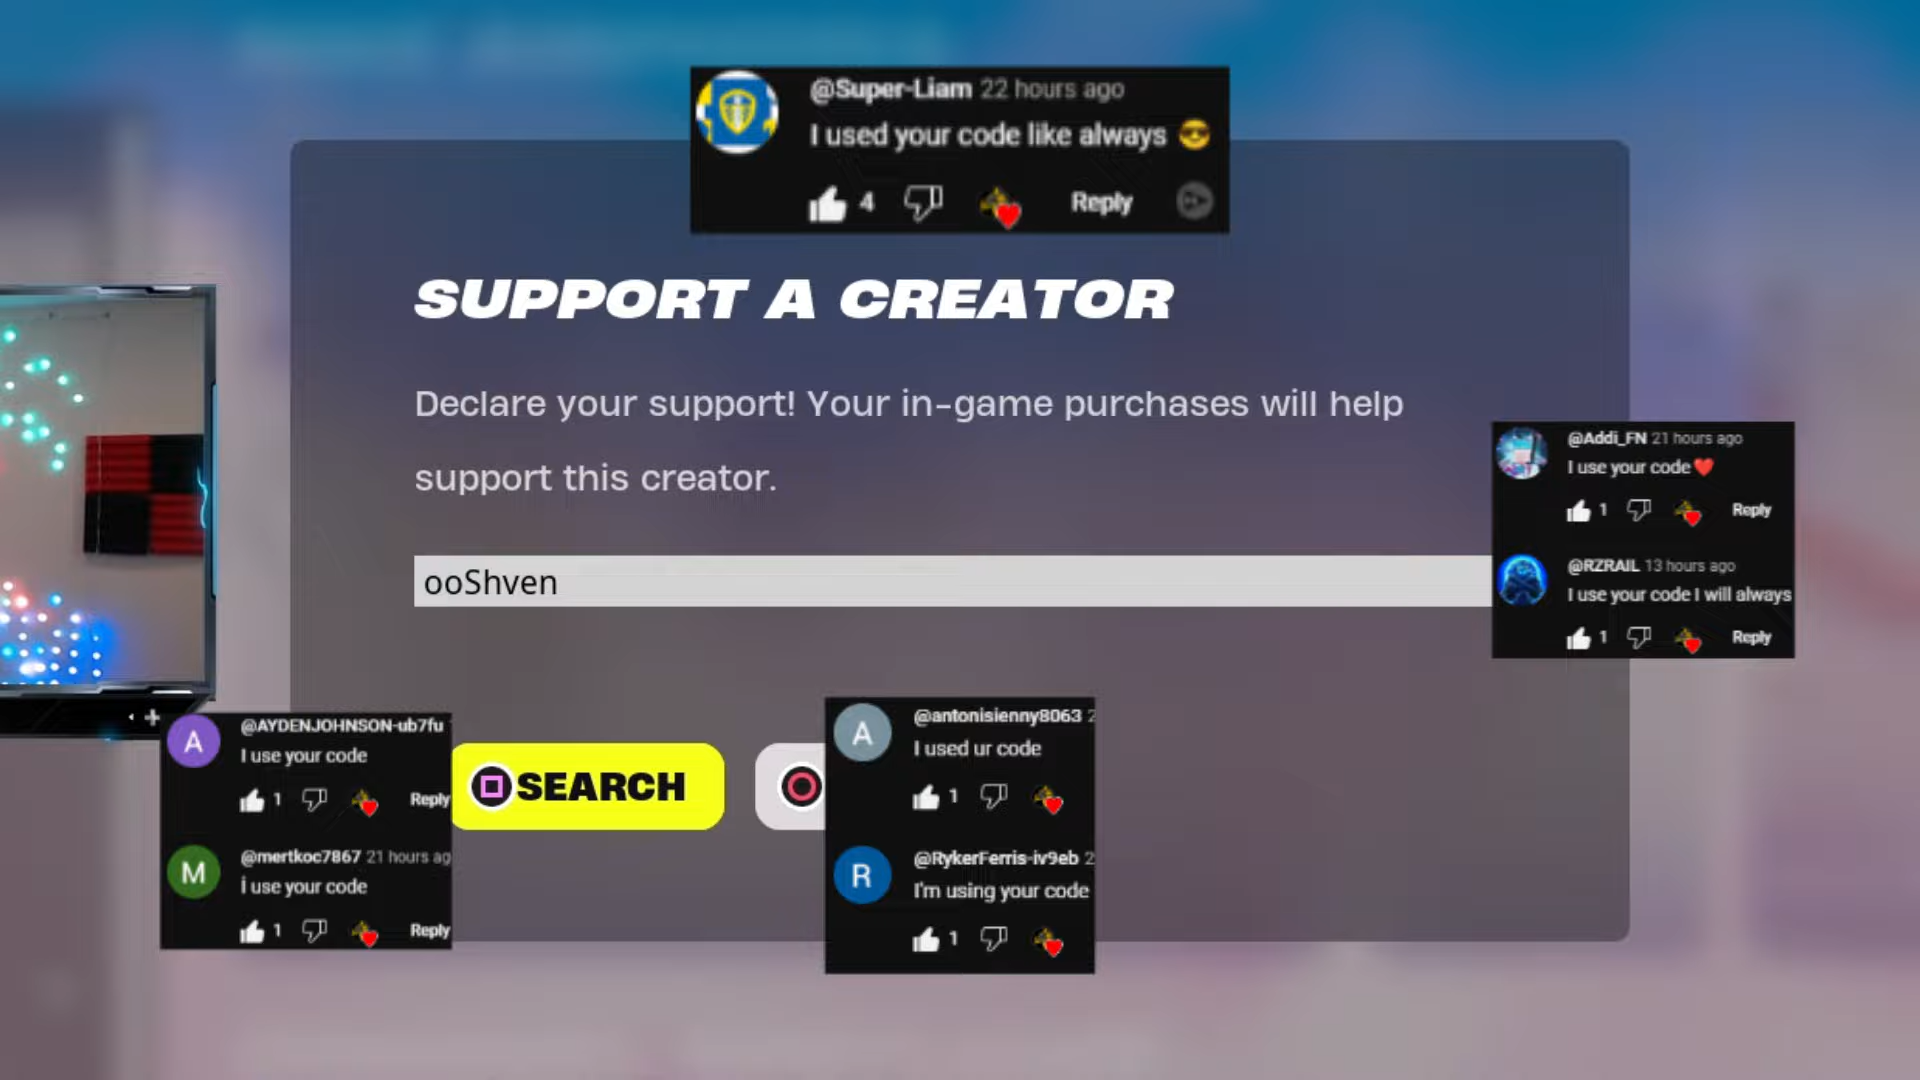 @Super-Liam 22 hours ago
I used your code like always
4 Reply
SUPPORT A CREATOR
Declare your support! Your in-game purchases will help
support this creator.
ooShven
@Addi_FN 21 hours ago
I use your code
1 Reply
@RZRAIL 13 hours ago
I use your code I will always
1 Reply
A
@AYDENJOHNSON-ub7fu
I use your code
1 Reply
M
@mertkoc7867 21 hours ag
i use your code
1 Reply
SEARCH
A
@antonisienny8063 2
I used ur code
1
R
@RykerFerris-iv9eb 2
I'm using your code
1